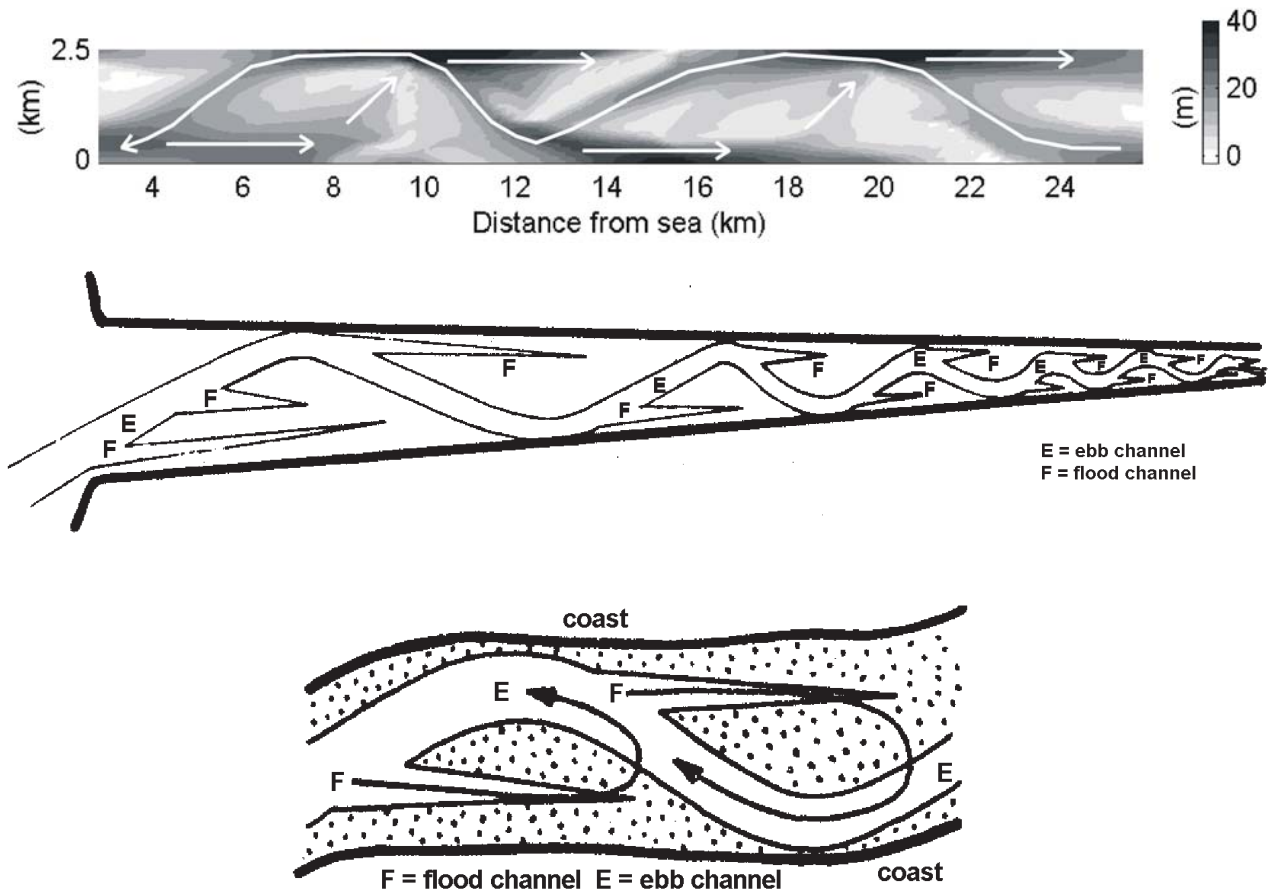 2.5
(km)
0
4 6 8 10 12 14 16 18 20 22 24
Distance from sea (km)
40
20
0
(m)
F
E
F
F
E
F
F
E
F
F
E
F
E
F
F
E = ebb channel
F = flood channel
coast
E
F
F
E
coast
F = flood channel E = ebb channel